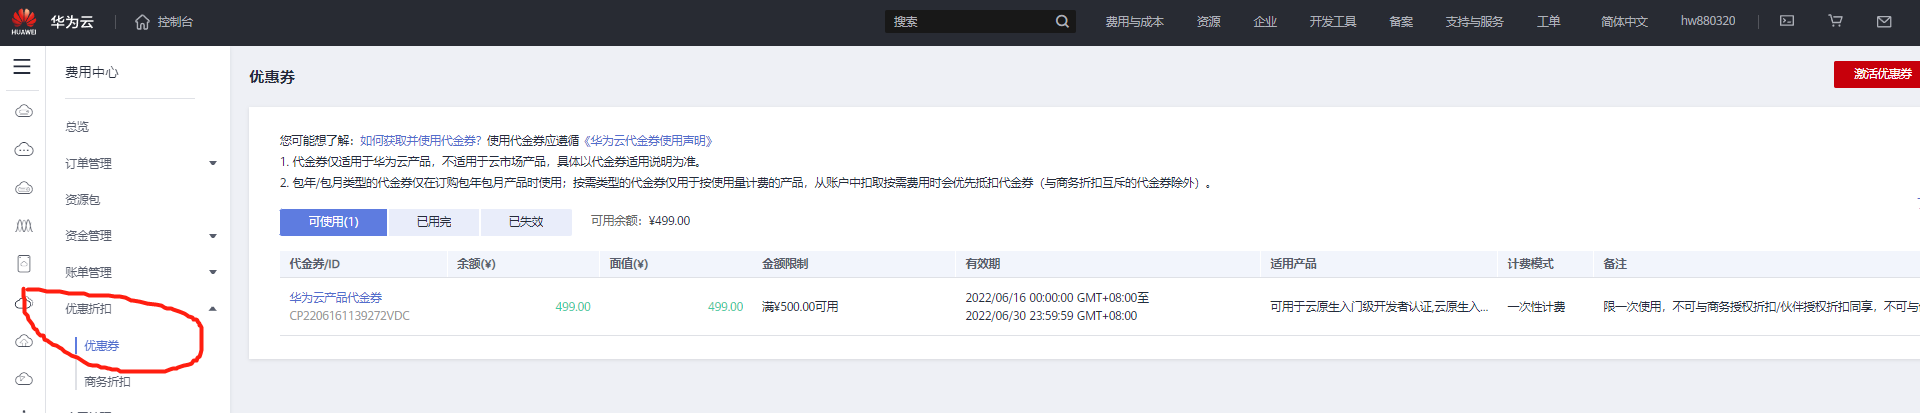 HUAWEI
华为云
控制台
搜索
费用与成本
资源
企业
开发工具
备案
支持与服务
工单
简体中文
hw880320
费用中心
总览
订单管理
资源包
资金管理
账单管理
优惠折扣
优惠券
商务折扣
优惠券
激活优惠券
您可能想了解：如何获取并使用代金券？使用代金券应遵循《华为云代金券使用声明》
1. 代金券仅适用于华为云产品，不适用于云市场产品，具体以代金券适用说明为准。
2. 包年/包月类型的代金券仅在订购包年包月产品时使用；按需类型的代金券仅用于按使用量计费的产品，从账户中扣取按需费用时会优先抵扣代金券（与商务折扣互斥的代金券除外）。
可使用(1)
已用完
已失效
可用余额：¥499.00
代金券/ID
余额(¥)
面值(¥)
金额限制
有效期
适用产品
计费模式
备注
华为云产品代金券
CP2206161139272VDC
499.00
499.00
满¥500.00可用
2022/06/16 00:00:00 GMT+08:00至
2022/06/30 23:59:59 GMT+08:00
可用于云原生入门级开发者认证,云原生入...
一次性计费
限一次使用，不可与商务授权折扣/伙伴授权折扣同享，不可与